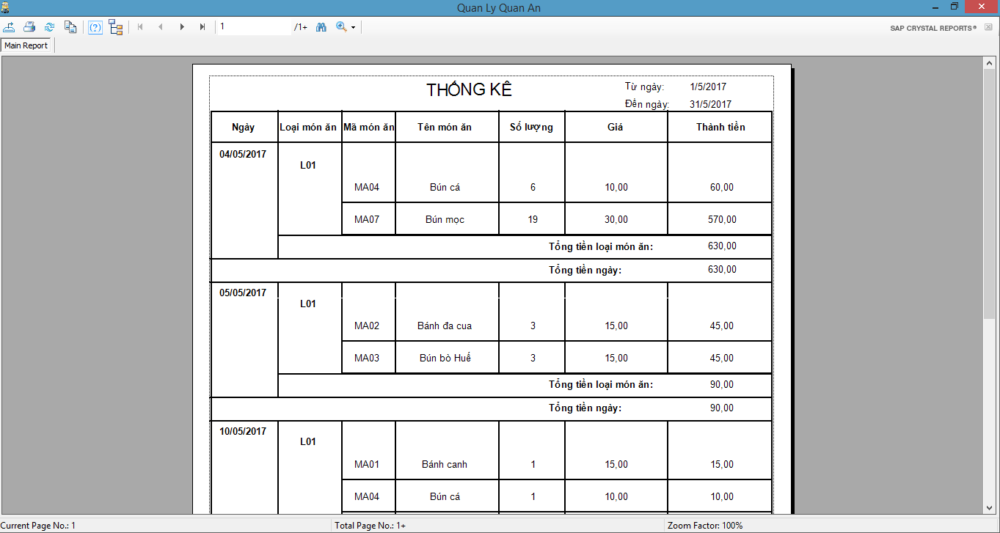 Quan Ly Quan An
1 /1+
SAP CRYSTAL REPORTS®
Main Report
THỐNG KÊ
Từ ngày: 1/5/2017
Đến ngày: 31/5/2017
Ngày Loại món ăn Mã món ăn Tên món ăn Số lượng Giá Thành tiền
04/05/2017
L01
MA04 Bún cá 6 10,00 60,00
MA07 Bún mọc 19 30,00 570,00
Tổng tiền loại món ăn: 630,00
Tổng tiền ngày: 630,00
05/05/2017
L01
MA02 Bánh đa cua 3 15,00 45,00
MA03 Bún bò Huế 3 15,00 45,00
Tổng tiền loại món ăn: 90,00
Tổng tiền ngày: 90,00
10/05/2017
L01
MA01 Bánh canh 1 15,00 15,00
MA04 Bún cá 1 10,00 10,00
Current Page No.: 1 Total Page No.: 1+ Zoom Factor: 100%